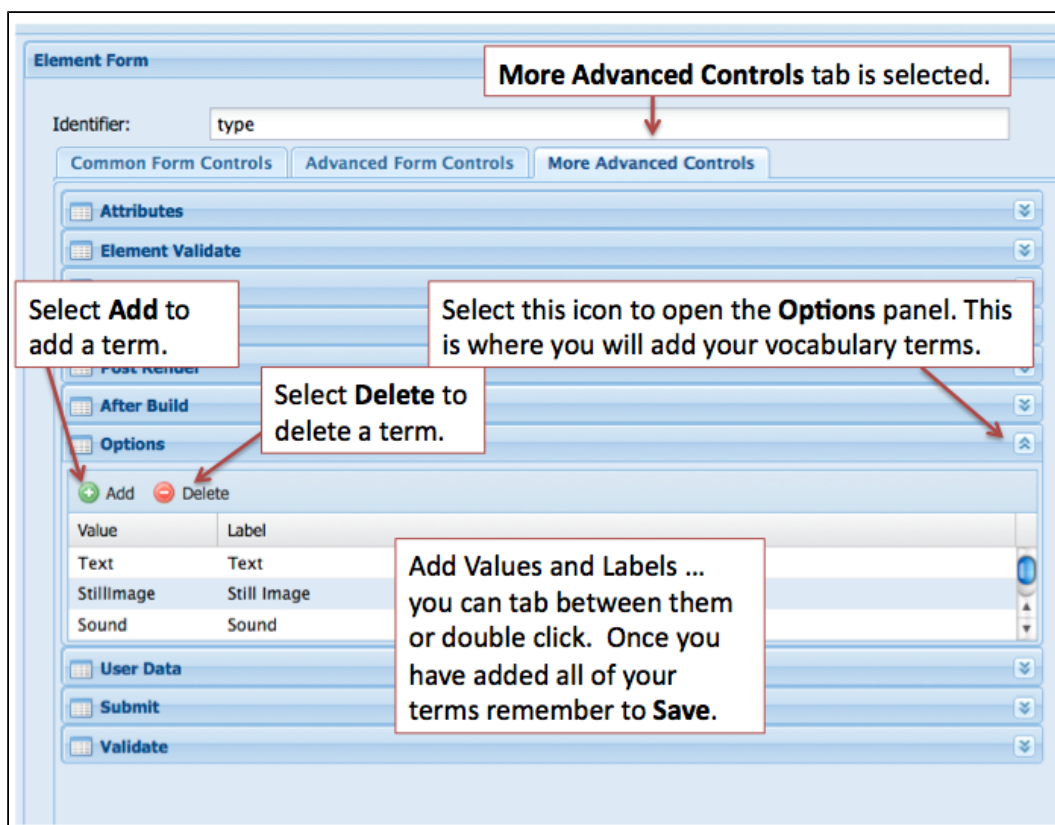 Element Form
More Advanced Controls tab is selected.
Identifier: type
Common Form Controls Advanced Form Controls More Advanced Controls
Attributes
Element Validate
Select Add to
add a term.
Select this icon to open the Options panel. This
is where you will add your vocabulary terms.
Post Render
Select Delete to
delete a term.
After Build
Options
Add Delete
Value Label
Text Text
StillImage Still Image
Sound Sound
Add Values and Labels ...
you can tab between them
or double click. Once you
have added all of your
terms remember to Save.
User Data
Submit
Validate